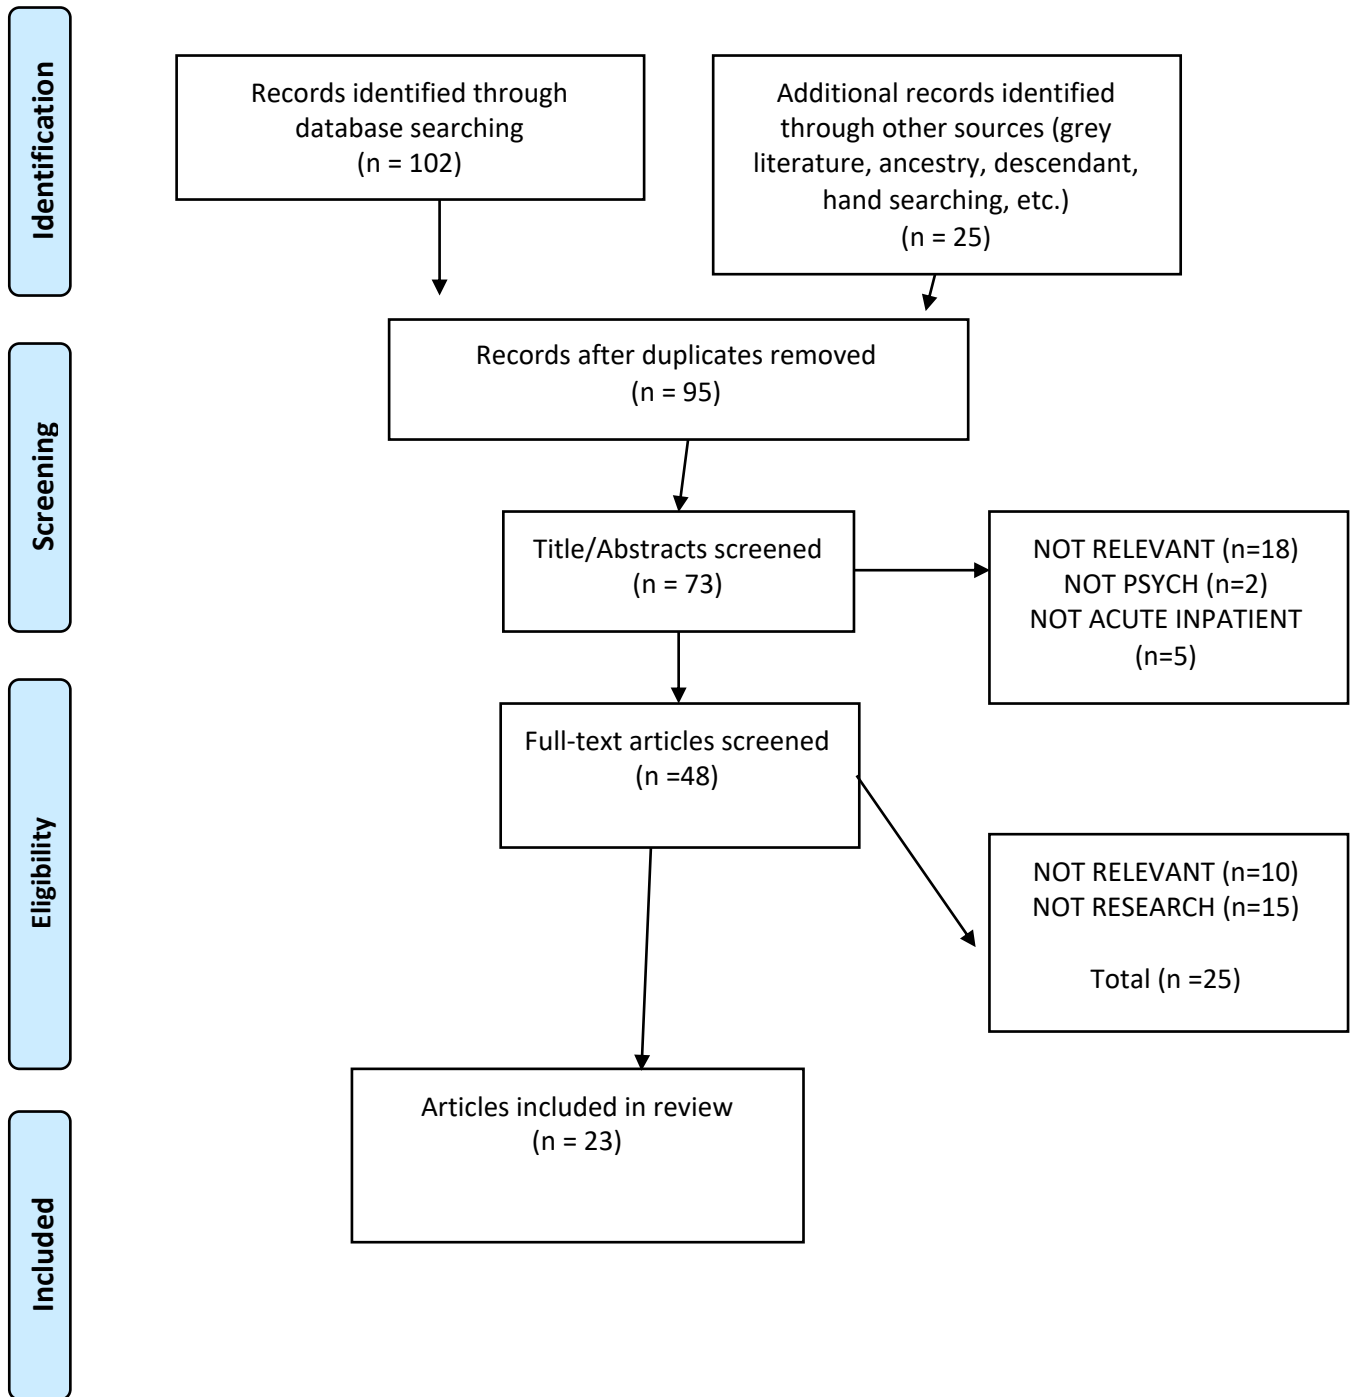 Identification
Records identified through
database searching
(n = 102)
Additional records identified
through other sources (grey
literature, ancestry, descendant,
hand searching, etc.)
(n = 25)
Screening
Records after duplicates removed
(n = 95)
Title/Abstracts screened
(n = 73)
NOT RELEVANT (n=18)
NOT PSYCH (n=2)
NOT ACUTE INPATIENT
(n=5)
Eligibility
Full-text articles screened
(n =48)
NOT RELEVANT (n=10)
NOT RESEARCH (n=15)
Total (n =25)
Included
Articles included in review
(n = 23)